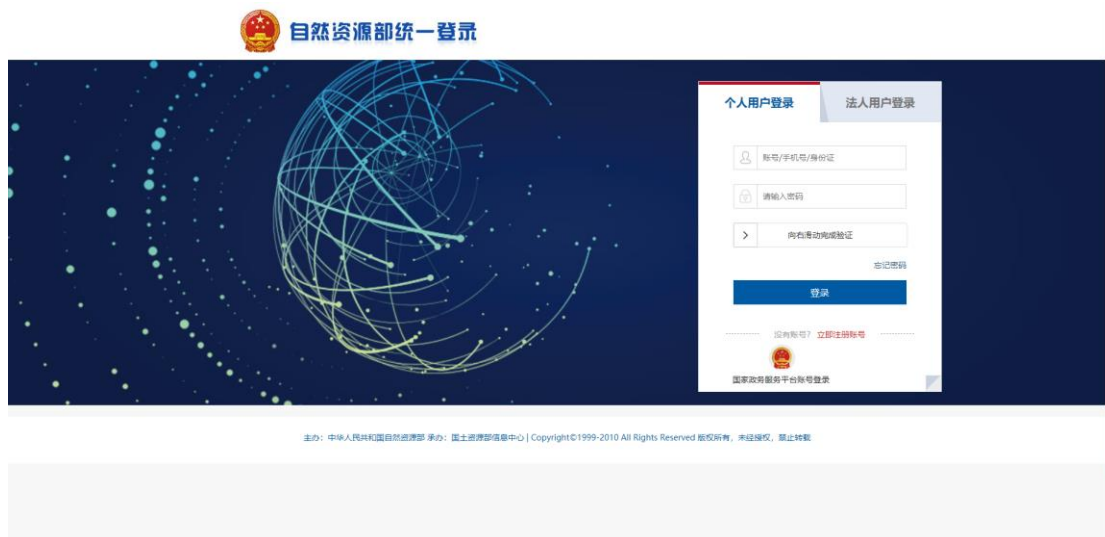 自然资源部统一登录
个人用户登录
法人用户登录
账号/手机号/身份证
请输入密码
向右滑动完成验证
忘记密码
登录
没有账号？ 立即注册账号
国家政务服务平台账号登录
主办：中华人民共和国自然资源部 承办：国土资源部信息中心 | Copyright©1999-2010 All Rights Reserved 版权所有，未经授权，禁止转载